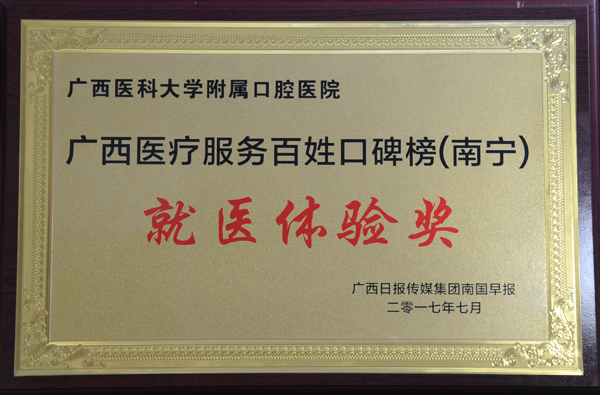 广西医科大学附属口腔医院
广西医疗服务百姓口碑榜(南宁)
就医体验奖
广西日报传媒集团南国早报
二零一七年七月